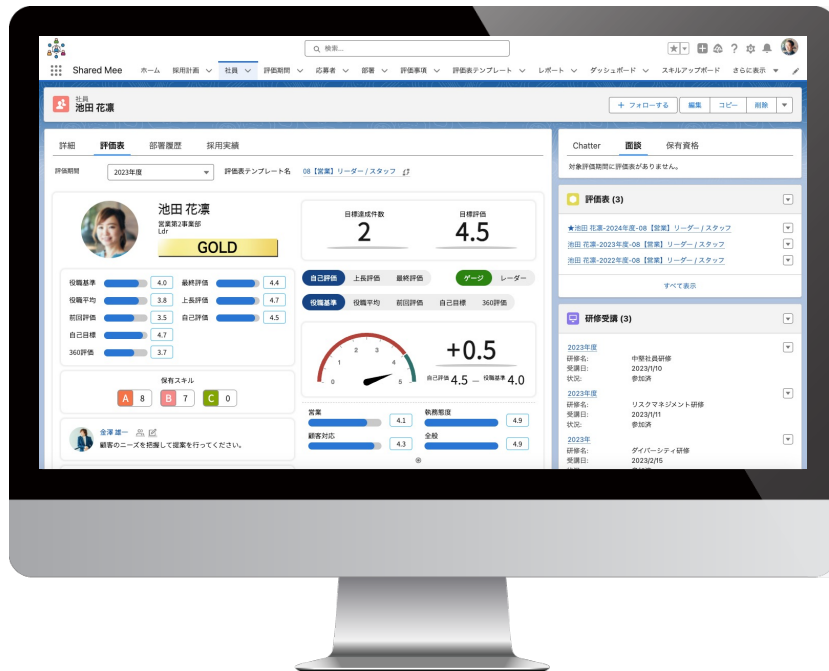 検索...
Shared Mee ホーム 採用計画 社員 評価期間 応募者 部署 評価事項 評価表テンプレート レポート ダッシュボード スキルアップボード さらに表示
社員
池田 花凛
フォローする 編集 コピー 削除
詳細 評価表 部署履歴 採用実績
評価期間 2023年度 評価表テンプレート名 08【営業】リーダー / スタッフ
池田 花凛
営業第2事業部
Ldr
GOLD
目標達成件数 目標評価
2 4.5
役職基準 4.0 最終評価 4.4
役職平均 3.8 上長評価 4.7
前回評価 3.5 自己評価 4.5
自己目標 4.7
360評価 3.7
自己評価 上長評価 最終評価 ゲージ レーダー
役職基準 役職平均 前回評価 自己目標 360評価
0 1 2 3 4 5
+0.5
自己評価 4.5 − 役職基準 4.0
保有スキル
A 8 B 7 C 0
金澤 雄一
顧客のニーズを把握して提案を行ってください。
営業 4.1 執務態度 4.9
顧客対応 4.3 全般 4.9
Chatter 面談 保有資格
対象評価期間に評価表がありません。
評価表 (3)
★池田 花凛-2024年度-08【営業】リーダー / スタッフ
池田 花凛-2023年度-08【営業】リーダー / スタッフ
池田 花凛-2022年度-08【営業】リーダー / スタッフ
すべて表示
研修受講 (3)
2023年度
研修名: 中堅社員研修
受講日: 2023/1/10
状況: 参加済
2023年度
研修名: リスクマネジメント研修
受講日: 2023/1/11
状況: 参加済
2023年
研修名: ダイバーシティ研修
受講日: 2023/2/15